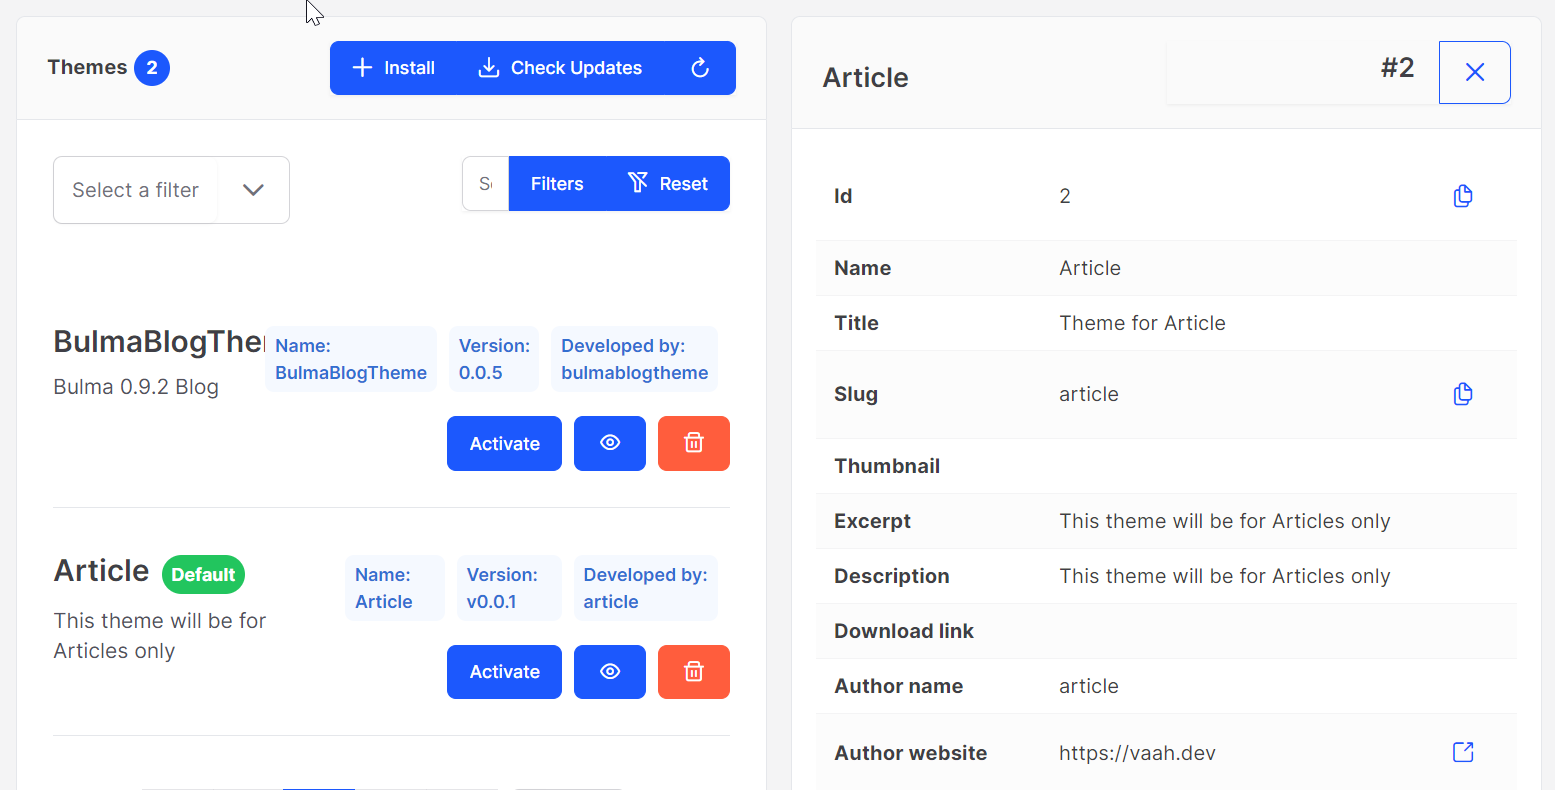 Themes 2
Install
Check Updates
Select a filter
Filters
Reset
BulmaBlogThe
Bulma 0.9.2 Blog
Name:
BulmaBlogTheme
Version:
0.0.5
Developed by:
bulmablogtheme
Activate
Article Default
This theme will be for
Articles only
Name:
Article
Version:
v0.0.1
Developed by:
article
Activate
Article
#2
Id 2
Name Article
Title Theme for Article
Slug article
Thumbnail
Excerpt This theme will be for Articles only
Description This theme will be for Articles only
Download link
Author name article
Author website https://vaah.dev